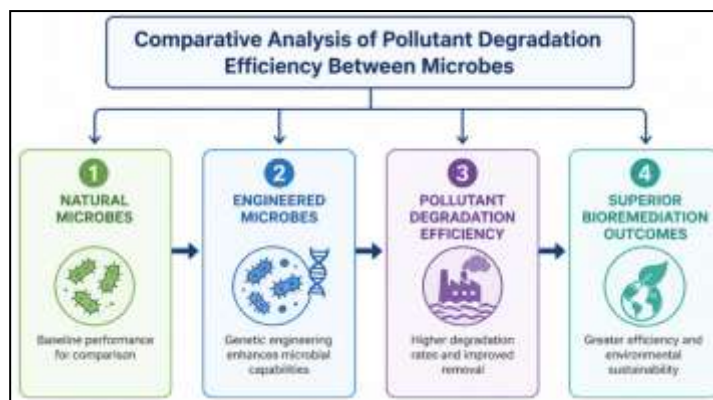 Comparative Analysis of Pollutant Degradation
Efficiency Between Microbes
1
NATURAL
MICROBES
Baseline performance
for comparison
2
ENGINEERED
MICROBES
Genetic engineering
enhances microbial
capabilities
3
POLLUTANT
DEGRADATION
EFFICIENCY
Higher degradation
rates and improved
removal
4
SUPERIOR
BIOREMEDIATION
OUTCOMES
Greater efficiency and
environmental
sustainability